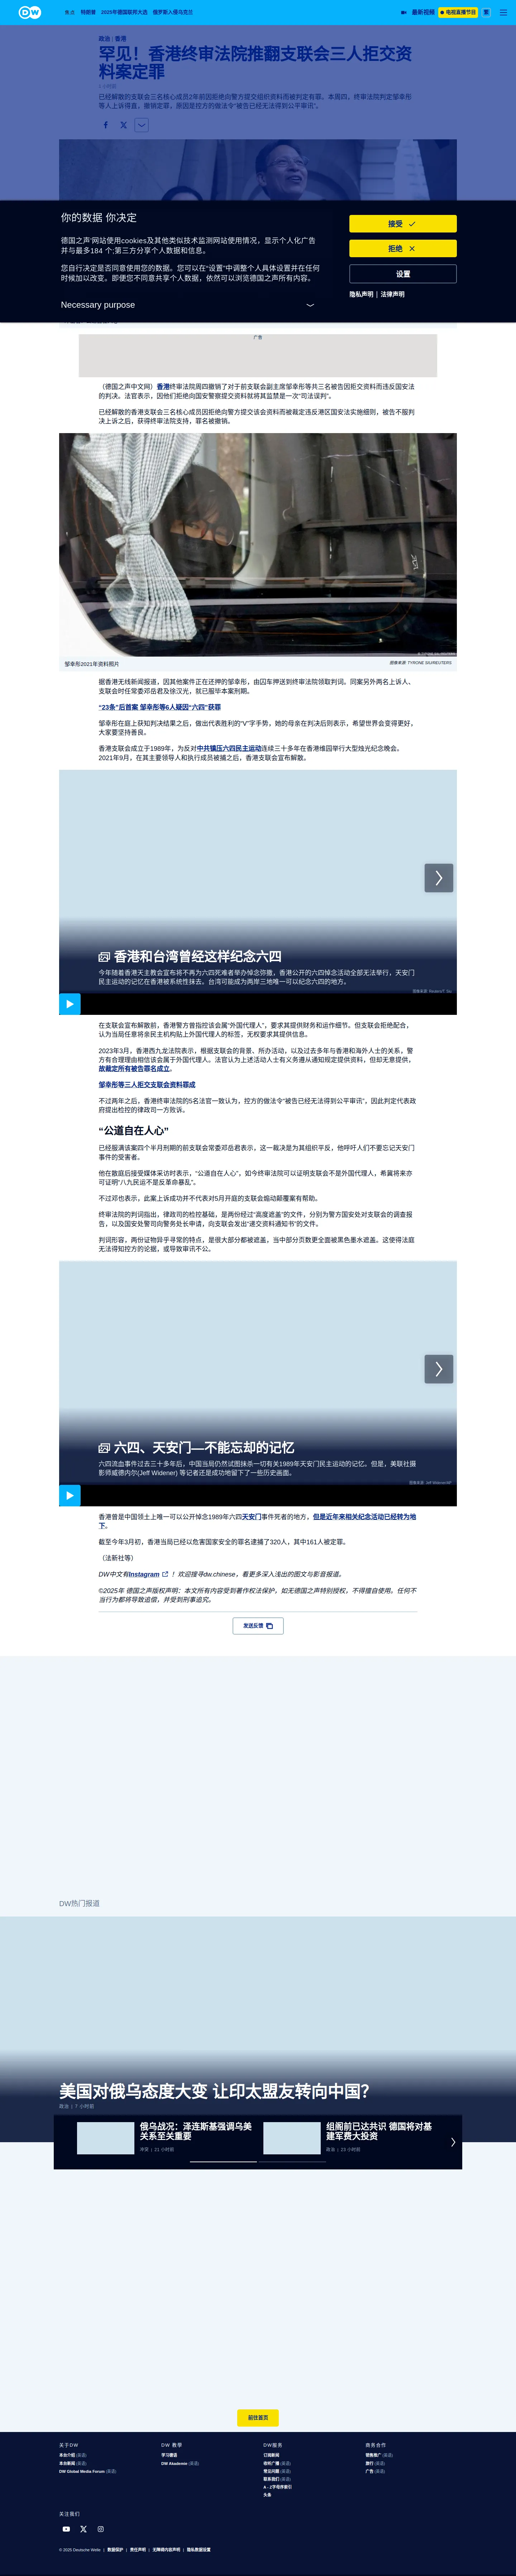 DW
焦点
特朗普
2025年德国联邦大选
俄罗斯入侵乌克兰
最新视频
电视直播节目
繁
政治 | 香港
罕见！香港终审法院推翻支联会三人拒交资料案定罪
1 小时前
已经解散的支联会三名核心成员2年前因拒绝向警方提交组织资料而被判定有罪。本周四，终审法院判定邹幸彤等人上诉得直，撤销定罪。原因是控方的做法令“被告已经无法得到公平审讯”。
你的数据 你决定
德国之声'网站使用cookies及其他类似技术监测网站使用情况，显示个人化广告并与最多184 个;第三方分享个人数据和信息。
您自行决定是否同意使用您的数据。您可以在“设置”中调整个人具体设置并在任何时候加以改变。即使您不同意共享个人数据，依然可以浏览德国之声所有内容。
Necessary purpose
接受
拒绝
设置
隐私声明 | 法律声明
广告
（德国之声中文网）香港终审法院周四撤销了对于前支联会副主席邹幸彤等共三名被告因拒交资料而违反国安法的判决。法官表示，因他们拒绝向国安警察提交资料就将其监禁是一次“司法误判”。
已经解散的香港支联会三名核心成员因拒绝向警方提交该会资料而被裁定违反港区国安法实施细则，被告不服判决上诉之后，获得终审法院支持，罪名被撤销。
邹幸彤2021年资料照片
图像来源: TYRONE SIU/REUTERS
据香港无线新闻报道，因其他案件正在还押的邹幸彤，由囚车押送到终审法院领取判词。同案另外两名上诉人、支联会时任常委邓岳君及徐汉光，就已服毕本案刑期。
“23条”后首案 邹幸彤等6人疑因“六四”获罪
邹幸彤在庭上获知判决结果之后，做出代表胜利的“V”字手势，她的母亲在判决后则表示，希望世界会变得更好，大家要坚持善良。
香港支联会成立于1989年，为反对中共镇压六四民主运动连续三十多年在香港维园举行大型烛光纪念晚会。2021年9月，在其主要领导人和执行成员被捕之后，香港支联会宣布解散。
香港和台湾曾经这样纪念六四
今年随着香港天主教会宣布将不再为六四死难者举办悼念弥撒，香港公开的六四悼念活动全部无法举行，天安门民主运动的记忆在香港被系统性抹去。台湾可能成为两岸三地唯一可以纪念六四的地方。
在支联会宣布解散前，香港警方曾指控该会属“外国代理人”，要求其提供财务和运作细节。但支联会拒绝配合，认为当局任意将亲民主机构贴上外国代理人的标签，无权要求其提供信息。
2023年3月，香港西九龙法院表示，根据支联会的背景、所办活动，以及过去多年与香港和海外人士的关系，警方有合理理由相信该会属于外国代理人。法官认为上述活动人士有义务遵从通知规定提供资料，但却无意提供，故裁定所有被告罪名成立。
邹幸彤等三人拒交支联会资料罪成
不过两年之后，香港终审法院的5名法官一致认为，控方的做法令“被告已经无法得到公平审讯”，因此判定代表政府提出检控的律政司一方败诉。
“公道自在人心”
已经服满该案四个半月刑期的前支联会常委邓岳君表示，这一裁决是为其组织平反，他呼吁人们不要忘记天安门事件的受害者。
他在散庭后接受媒体采访时表示，“公道自在人心”，如今终审法院可以证明支联会不是外国代理人，希冀将来亦可证明“八九民运不是反革命暴乱”。
不过邓也表示，此案上诉成功并不代表对5月开庭的支联会煽动颠覆案有帮助。
终审法院的判词指出，律政司的检控基础，是两份经过“高度遮盖”的文件，分别为警方国安处对支联会的调查报告，以及国安处警司向警务处长申请，向支联会发出“递交资料通知书”的文件。
判词形容，两份证物异乎寻常的特点，是很大部分都被遮盖，当中部分页数更全面被黑色墨水遮盖。这使得法庭无法得知控方的论据，或导致审讯不公。
六四、天安门—不能忘却的记忆
六四流血事件过去三十多年后，中国当局仍然试图抹杀一切有关1989年天安门民主运动的记忆。但是，美联社摄影师威德内尔(Jeff Widener) 等记者还是成功地留下了一些历史画面。
图像来源: Jeff Widener/AP
香港曾是中国领土上唯一可以公开悼念1989年六四天安门事件死者的地方，但是近年来相关纪念活动已经转为地下。
截至今年3月初，香港当局已经以危害国家安全的罪名逮捕了320人，其中161人被定罪。
（法新社等）
DW中文有Instagram ！欢迎搜寻dw.chinese，看更多深入浅出的图文与影音报道。
©2025年 德国之声版权声明：本文所有内容受到著作权法保护，如无德国之声特别授权，不得擅自使用。任何不当行为都将导致追偿，并受到刑事追究。
发送反馈
DW热门报道
美国对俄乌态度大变 让印太盟友转向中国?
政治 | 7 小时前
俄乌战况：泽连斯基强调乌美关系至关重要
冲突 | 21 小时前
组阁前已达共识 德国将对基建军费大投资
政治 | 23 小时前
前往首页
关于DW
本台介绍 (英语)
本台新闻 (英语)
DW Global Media Forum (英语)
DW 教学
学习德语
DW Akademie (英语)
DW服务
订阅新闻
收听广播 (英语)
常见问题 (英语)
联系我们 (英语)
A - Z字母序索引
头条
商务合作
销售推广 (英语)
旅行 (英语)
广告 (英语)
关注我们
© 2025 Deutsche Welle | 数据保护 | 责任声明 | 无障碍内容声明 | 隐私数据设置